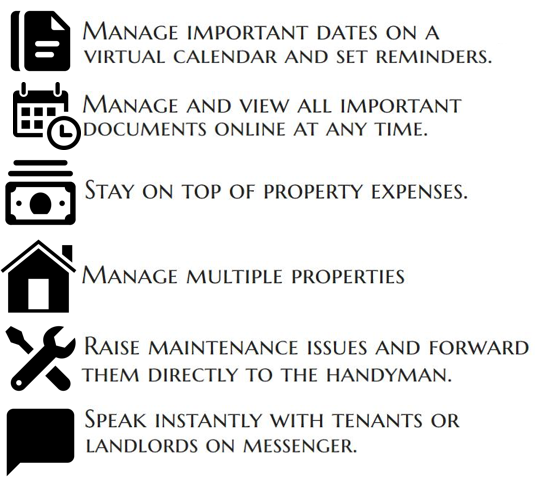 Manage important dates on a
virtual calendar and set reminders.
Manage and view all important
documents online at any time.
Stay on top of property expenses.
Manage multiple properties
Raise maintenance issues and forward
them directly to the handyman.
Speak instantly with tenants or
landlords on messenger.